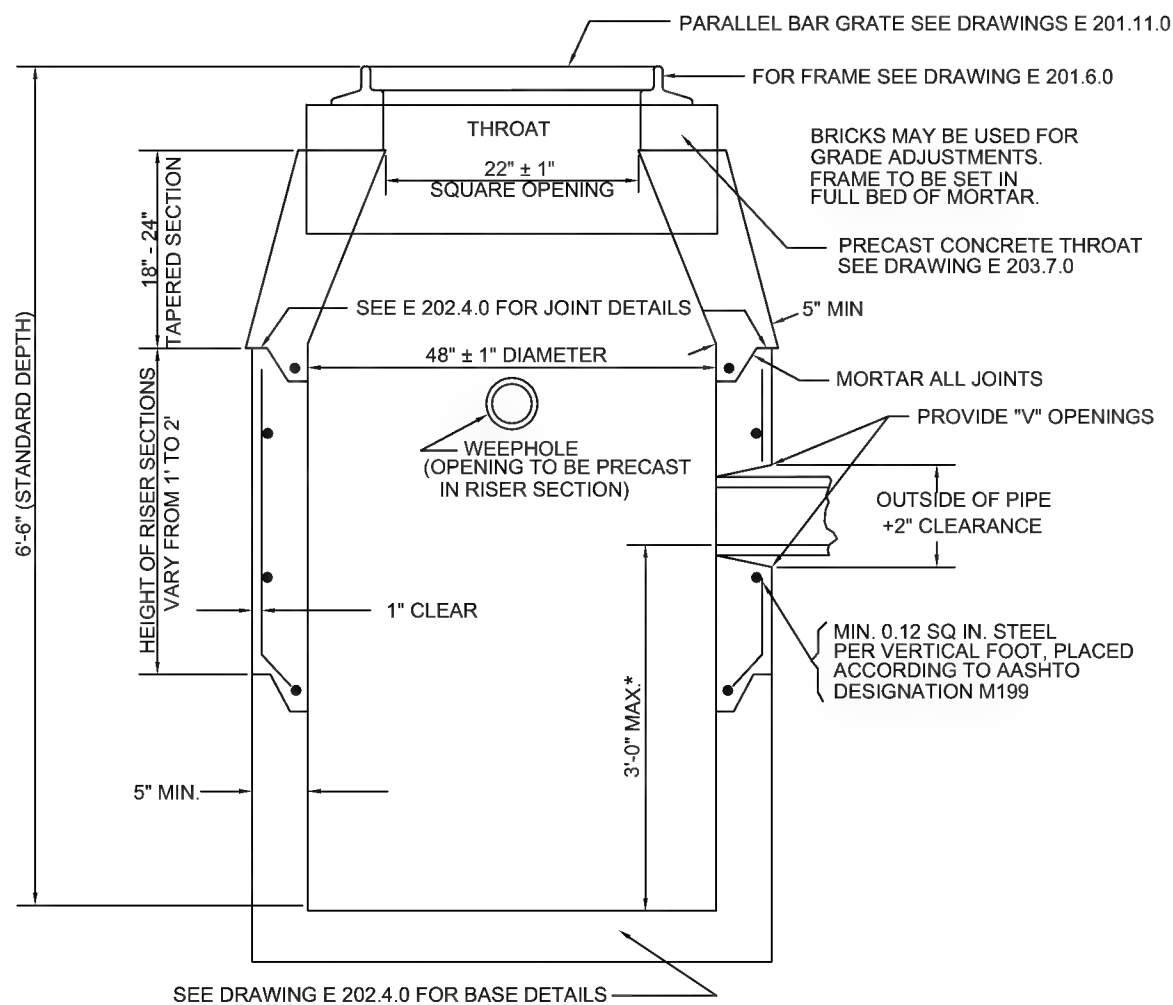 PARALLEL BAR GRATE SEE DRAWINGS E 201.11.0
FOR FRAME SEE DRAWING E 201.6.0
THROAT
BRICKS MAY BE USED FOR
GRADE ADJUSTMENTS.
FRAME TO BE SET IN
FULL BED OF MORTAR.
22" ± 1"
SQUARE OPENING
18" - 24"
TAPERED SECTION
PRECAST CONCRETE THROAT
SEE DRAWING E 203.7.0
SEE E 202.4.0 FOR JOINT DETAILS
5" MIN
48" ± 1" DIAMETER
MORTAR ALL JOINTS
6'-6" (STANDARD DEPTH)
HEIGHT OF RISER SECTIONS
VARY FROM 1' TO 2'
PROVIDE "V" OPENINGS
WEEPHOLE
(OPENING TO BE PRECAST
IN RISER SECTION)
OUTSIDE OF PIPE
+2" CLEARANCE
1" CLEAR
MIN. 0.12 SQ IN. STEEL
PER VERTICAL FOOT, PLACED
ACCORDING TO AASHTO
DESIGNATION M199
3'-0" MAX.*
5" MIN.
SEE DRAWING E 202.4.0 FOR BASE DETAILS